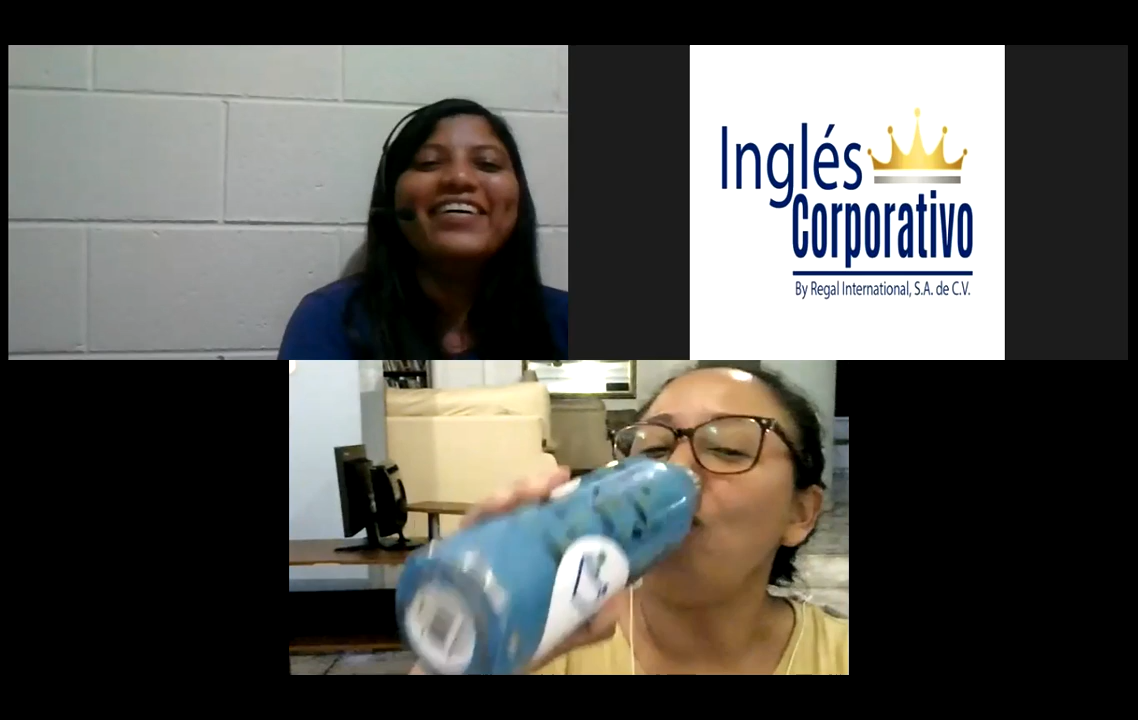 Inglés
Corporativo
By Regal International, S.A. de C.V.